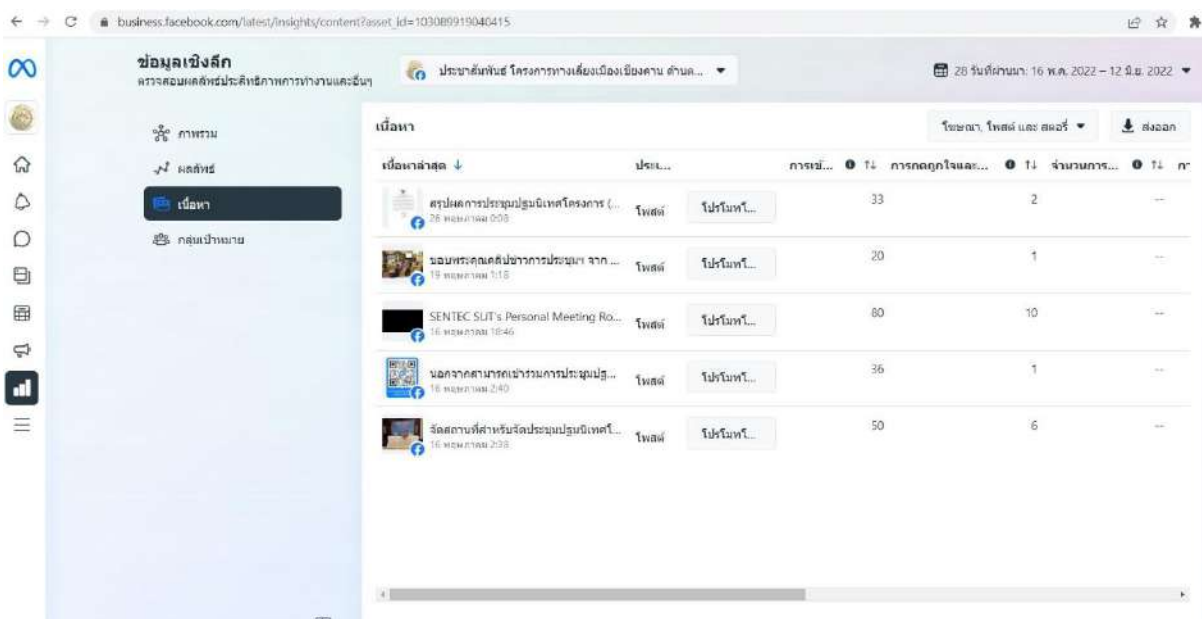 business.facebook.com/latest/insights/content?asset_id=103089919040415
ข้อมูลเชิงลึก
ตรวจสอบผลลัพธ์ประสิทธิภาพการทำงานและอื่นๆ
ประชาสัมพันธ์ โครงการทางเลี่ยงเมืองเชียงคาน ด้านต...
28 วันที่ผ่านมา: 16 พ.ค. 2022 – 12 มิ.ย. 2022
ภาพรวม
ผลลัพธ์
เนื้อหา
กลุ่มเป้าหมาย
เนื้อหา
โฆษณา, โพสต์ และ สตอรี่
ส่งออก
เนื้อหาล่าสุด ↓ ประเ... การเข้... การกดถูกใจและ... จำนวนการ...
สรุปผลการประชุมปฐมนิเทศโครงการ (... โพสต์ โปรโมทโ... 33 2 --
26 พฤษภาคม 0:08
ขอบพระคุณคลิปข่าวการประชุมฯ จาก ... โพสต์ โปรโมทโ... 20 1 --
19 พฤษภาคม 1:18
SENTEC SUT's Personal Meeting Ro... โพสต์ โปรโมทโ... 80 10 --
16 พฤษภาคม 18:46
นอกจากสามารถเข้าร่วมการประชุมปฐ... โพสต์ โปรโมทโ... 36 1 --
16 พฤษภาคม 2:40
จัดสถานที่สำหรับจัดประชุมปฐมนิเทศโ... โพสต์ โปรโมทโ... 50 6 --
16 พฤษภาคม 2:38